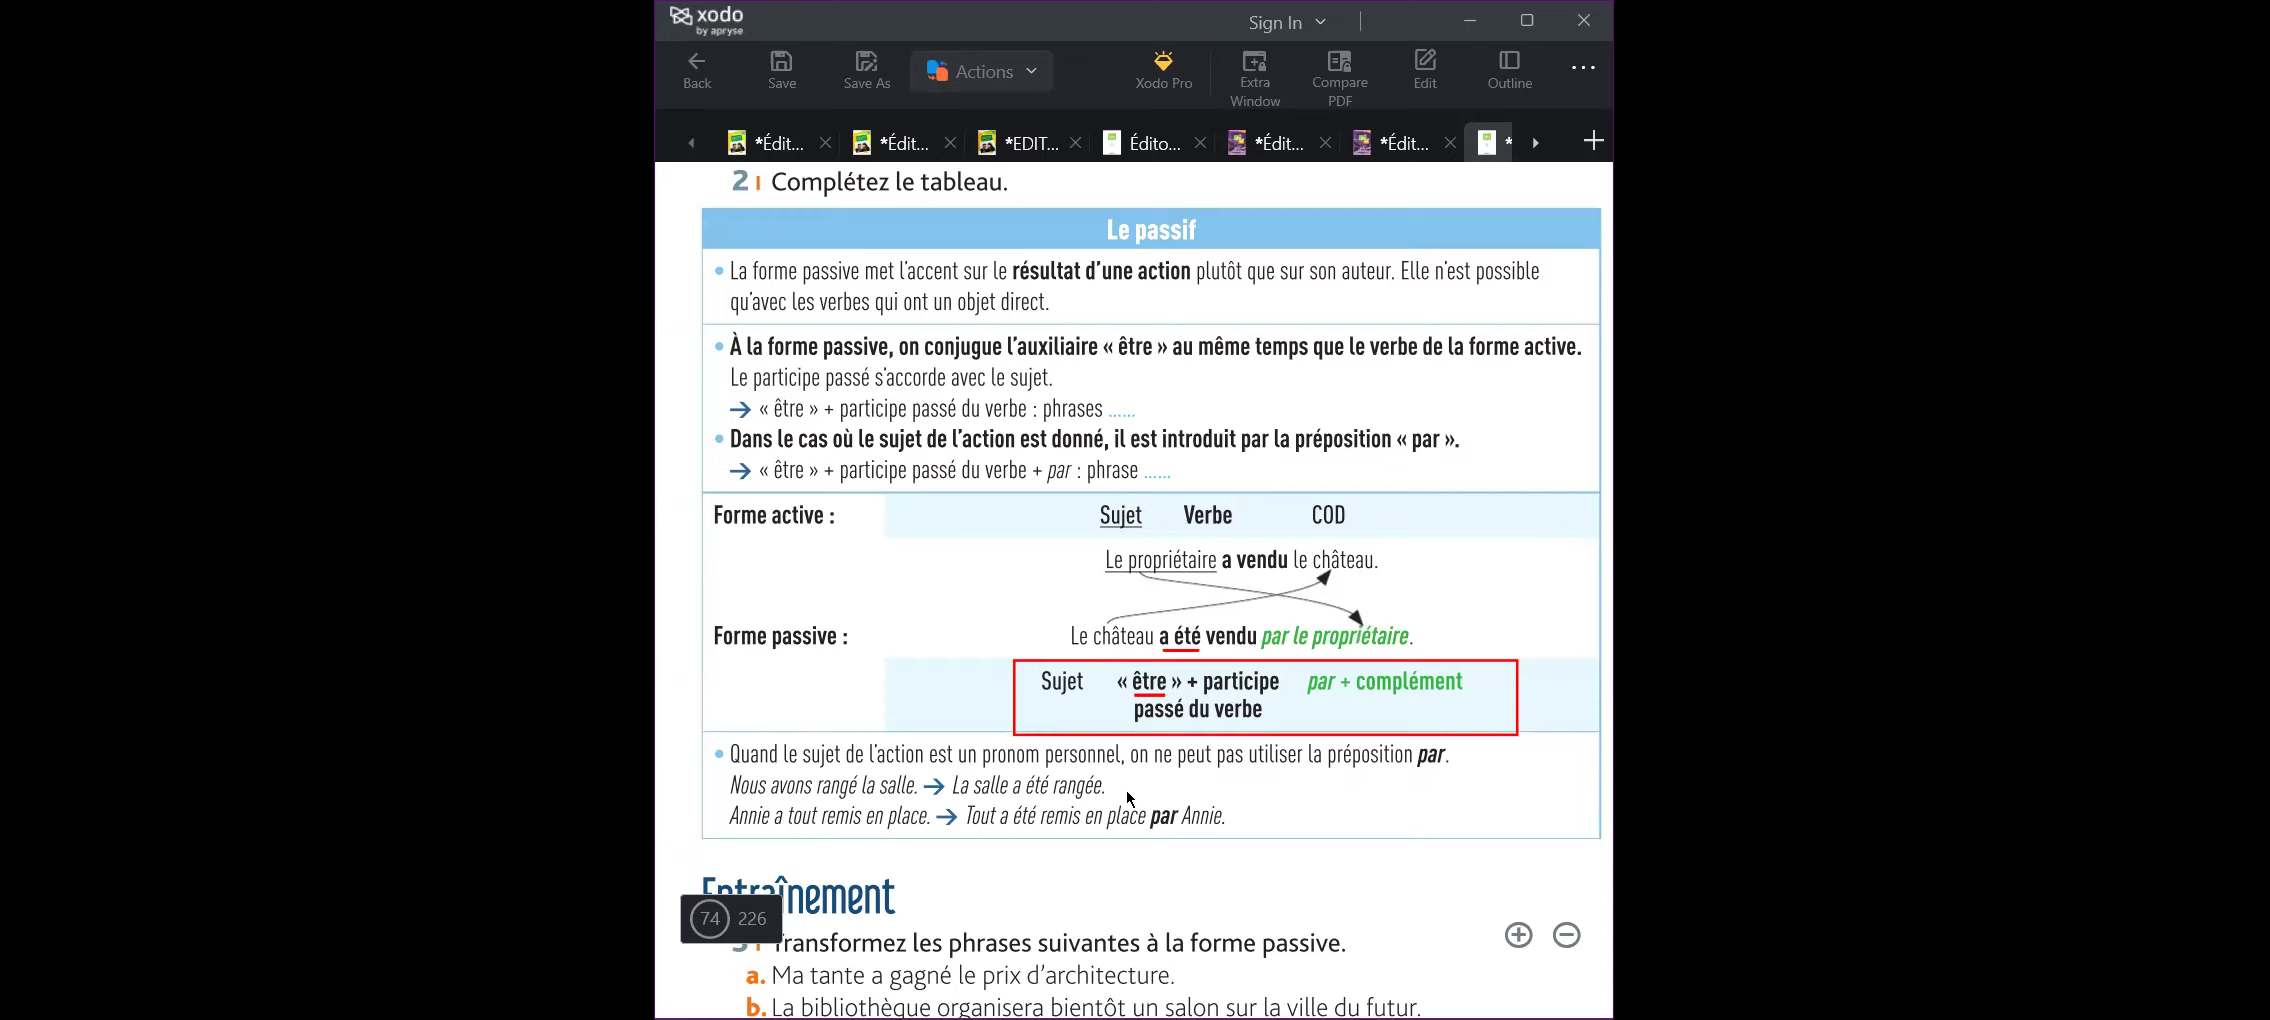 xodo
by apryse
Sign In
Back
Save
Save As
Actions
Xodo Pro
Extra Window
Compare PDF
Edit
Outline
*Édit...
*Édit...
*EDIT...
Édito...
*Édit...
*Édit...
*
2 Complétez le tableau.
Le passif
• La forme passive met l'accent sur le résultat d'une action plutôt que sur son auteur. Elle n'est possible
qu'avec les verbes qui ont un objet direct.
• À la forme passive, on conjugue l'auxiliaire « être » au même temps que le verbe de la forme active.
Le participe passé s'accorde avec le sujet.
→ « être » + participe passé du verbe : phrases ......
• Dans le cas où le sujet de l'action est donné, il est introduit par la préposition « par ».
→ « être » + participe passé du verbe + par : phrase ......
Forme active : Sujet Verbe COD
Le propriétaire a vendu le château.
Forme passive : Le château a été vendu par le propriétaire.
Sujet « être » + participe par + complément
passé du verbe
• Quand le sujet de l'action est un pronom personnel, on ne peut pas utiliser la préposition par.
Nous avons rangé la salle. → La salle a été rangée.
Annie a tout remis en place. → Tout a été remis en place par Annie.
Entraînement
74 226
Transformez les phrases suivantes à la forme passive.
a. Ma tante a gagné le prix d'architecture.
b. La bibliothèque organisera bientôt un salon sur la ville du futur.